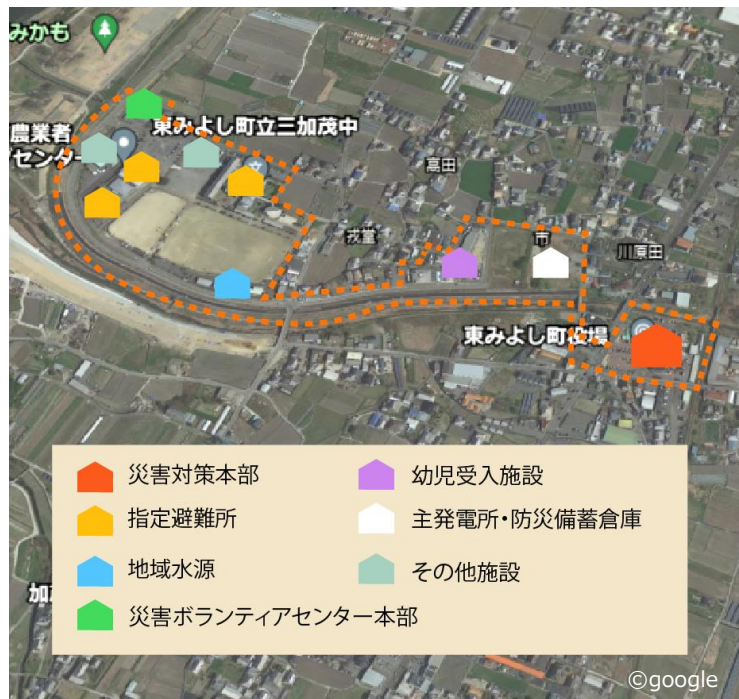 みかも
農業者
センター
東みよし町立三加茂中
高田
戎堂
市
川原田
東みよし町役場
災害対策本部
幼児受入施設
指定避難所
主発電所・防災備蓄倉庫
地域水源
その他施設
災害ボランティアセンター本部
©google